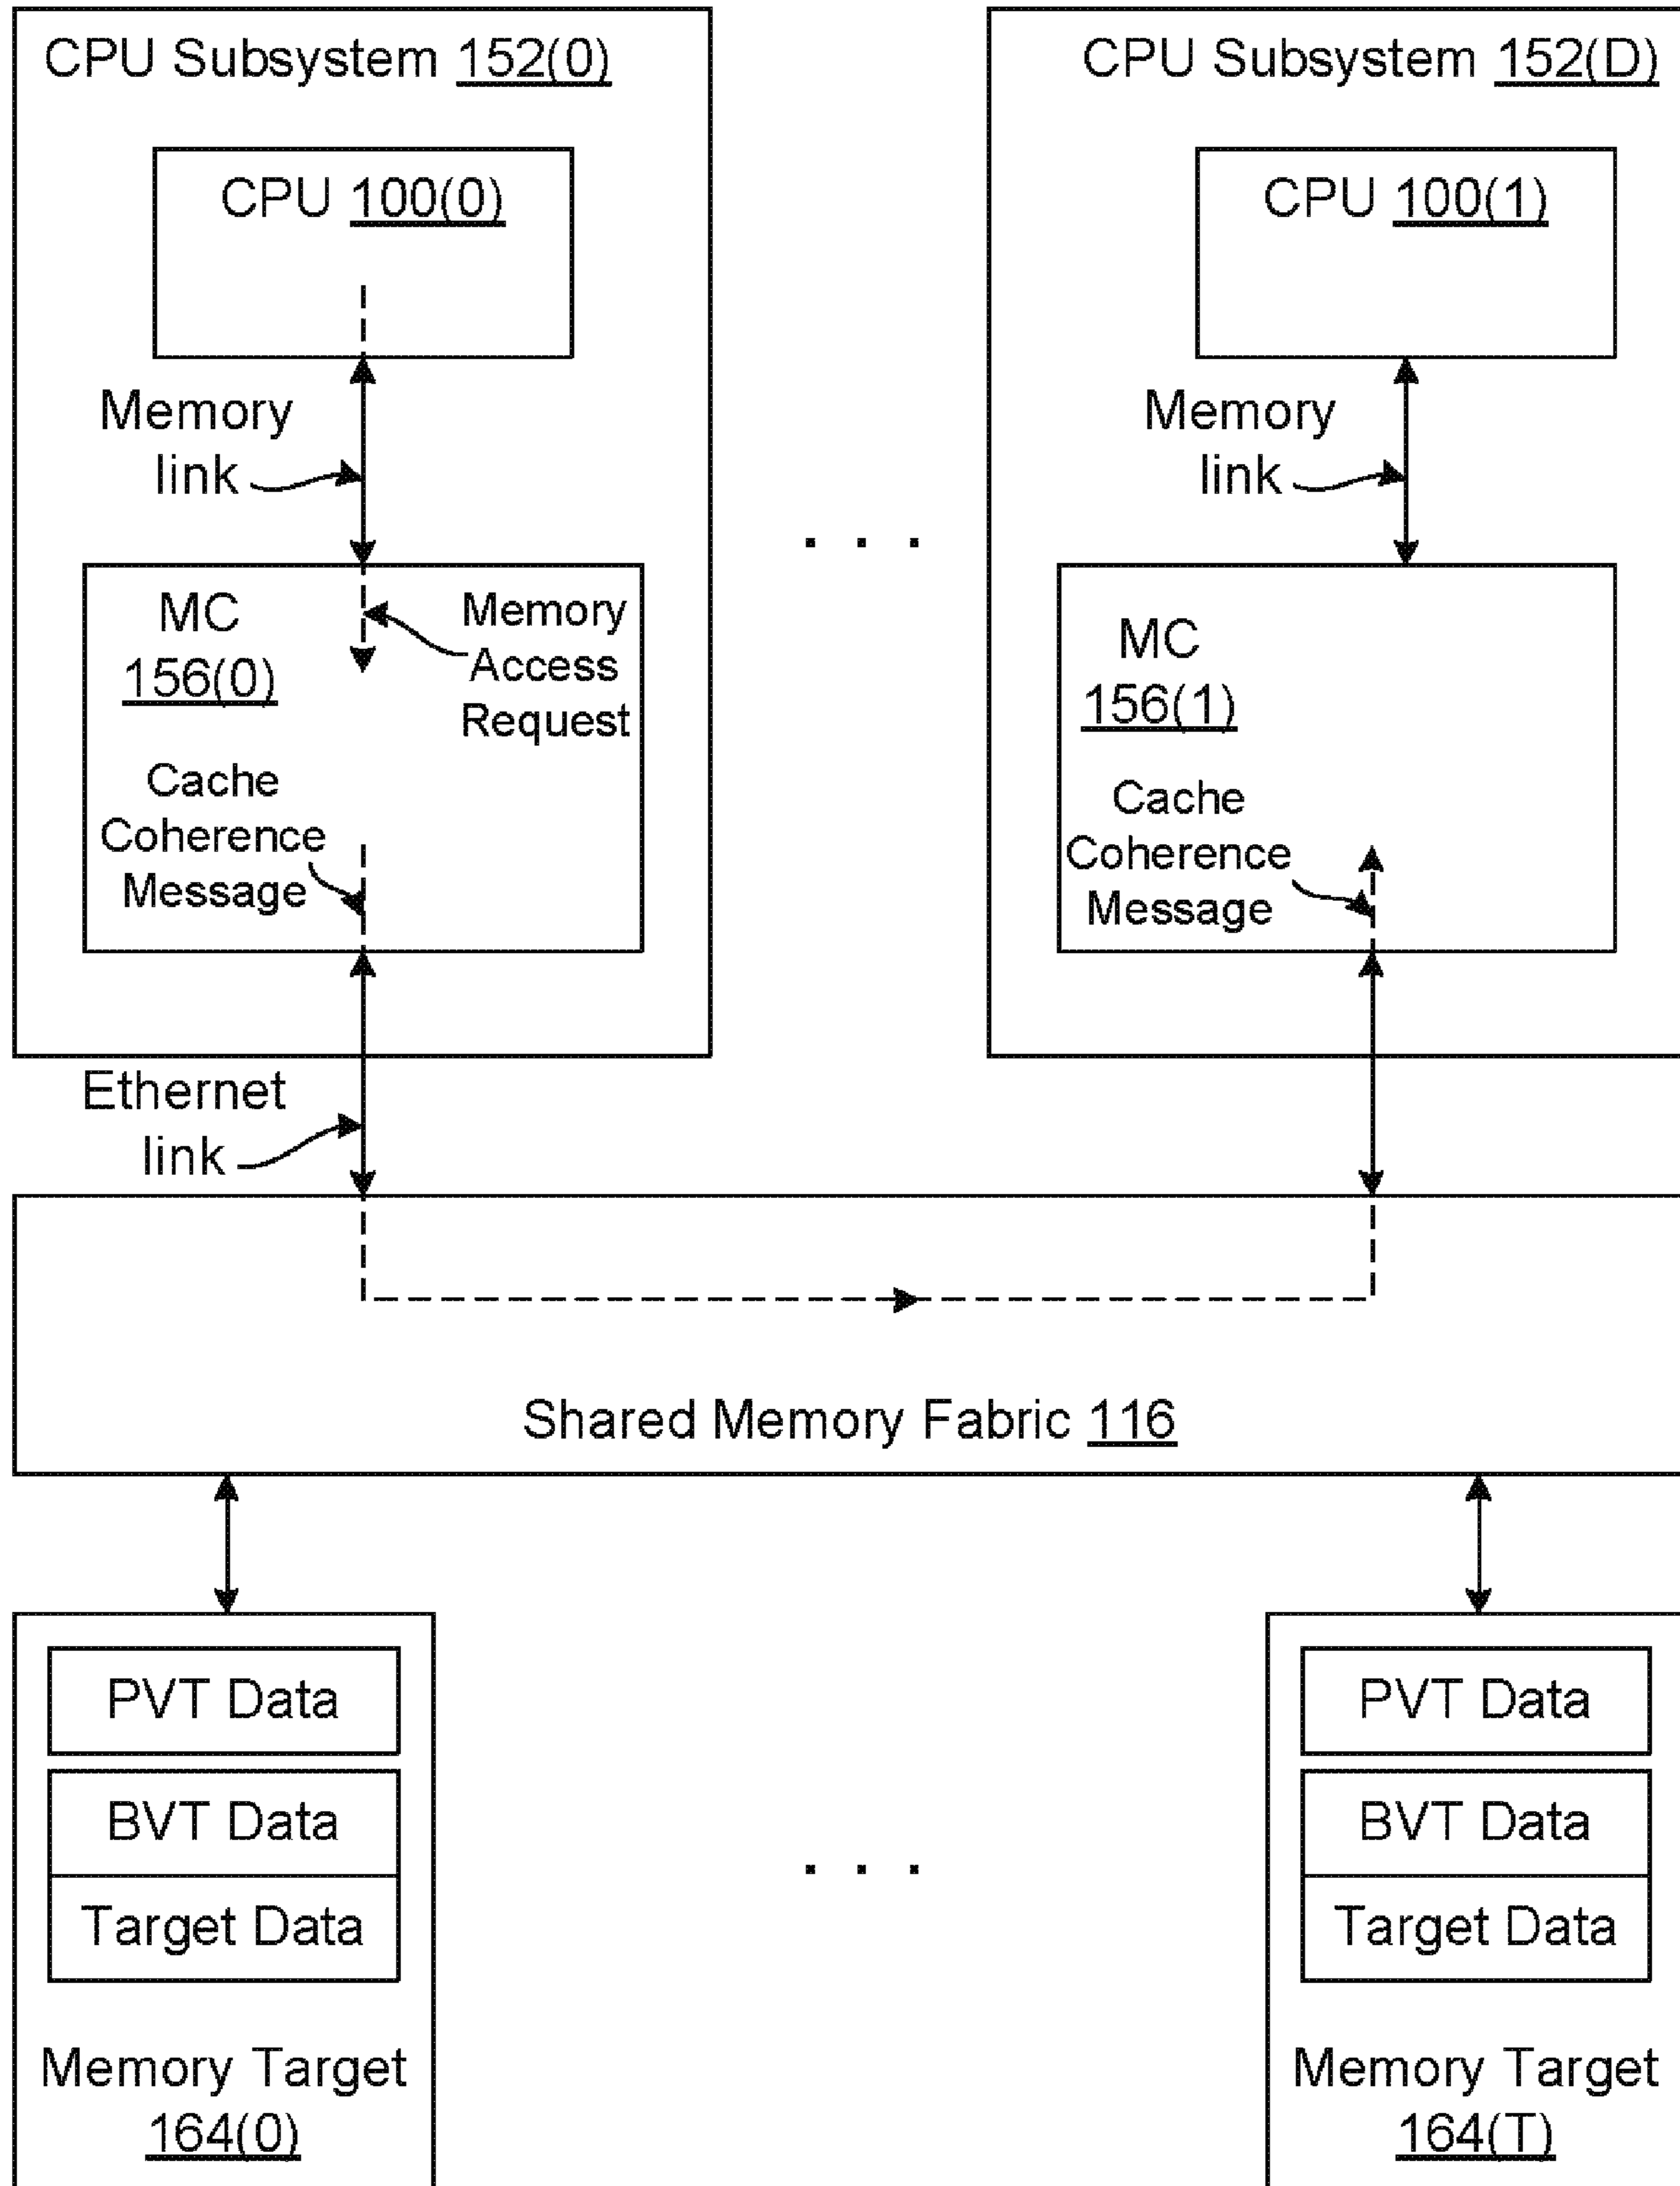 CPU Subsystem 152(0)
CPU 100(0)
Memory
link
MC
156(0)
Memory
Access
Request
Cache
Coherence
Message
Ethernet
link
. . .
CPU Subsystem 152(D)
CPU 100(1)
Memory
link
MC
156(1)
Cache
Coherence
Message
Shared Memory Fabric 116
PVT Data
BVT Data
Target Data
Memory Target
164(0)
. . .
PVT Data
BVT Data
Target Data
Memory Target
164(T)